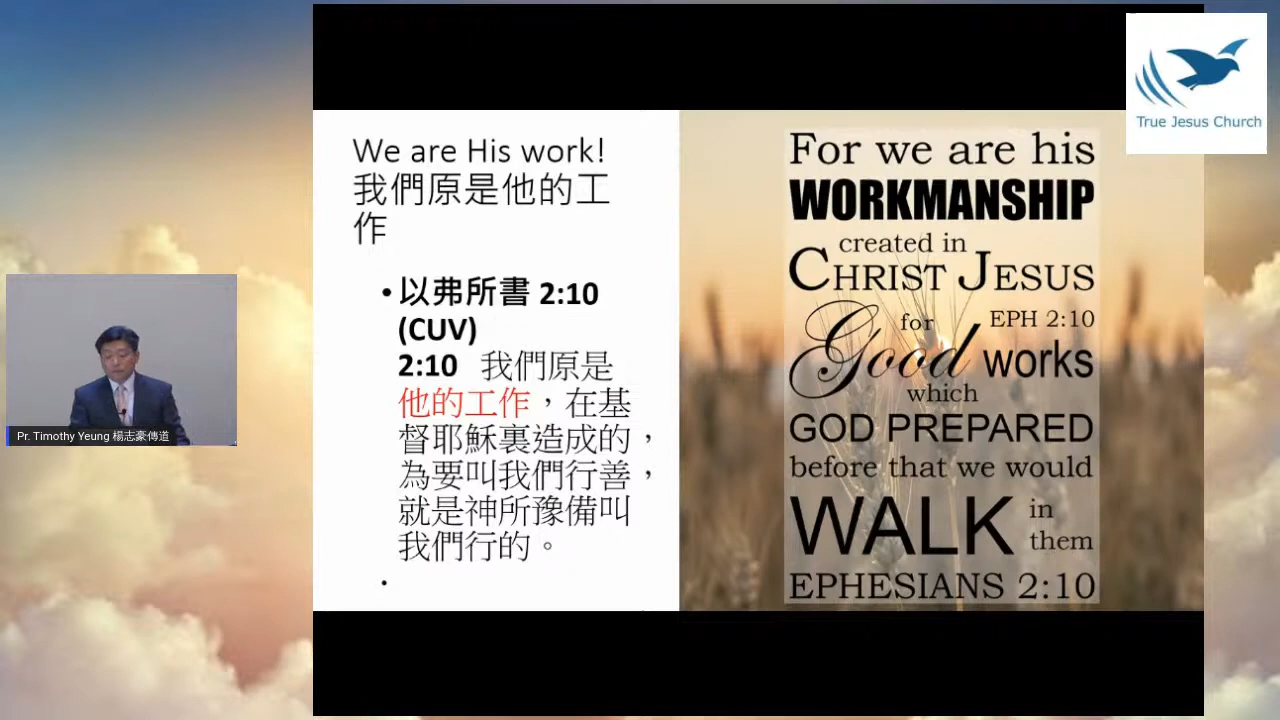 We are His work!
我們原是他的工
作
• 以弗所書 2:10
(CUV)
2:10 我們原是
他的工作，在基
督耶穌裏造成的，
為要叫我們行善，
就是神所豫備叫
我們行的。
•
For we are his
WORKMANSHIP
created in
CHRIST JESUS
for EPH 2:10
Good works
which
GOD PREPARED
before that we would
WALK in
them
EPHESIANS 2:10
True Jesus Church
Pr. Timothy Yeung 楊志豪傳道